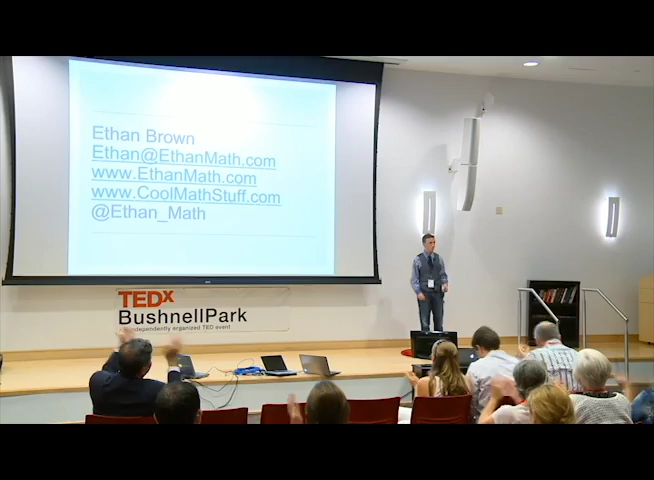 Ethan Brown
Ethan@EthanMath.com
www.EthanMath.com
www.CoolMathStuff.com
@Ethan_Math
TEDx
BushnellPark
independently organized TED event